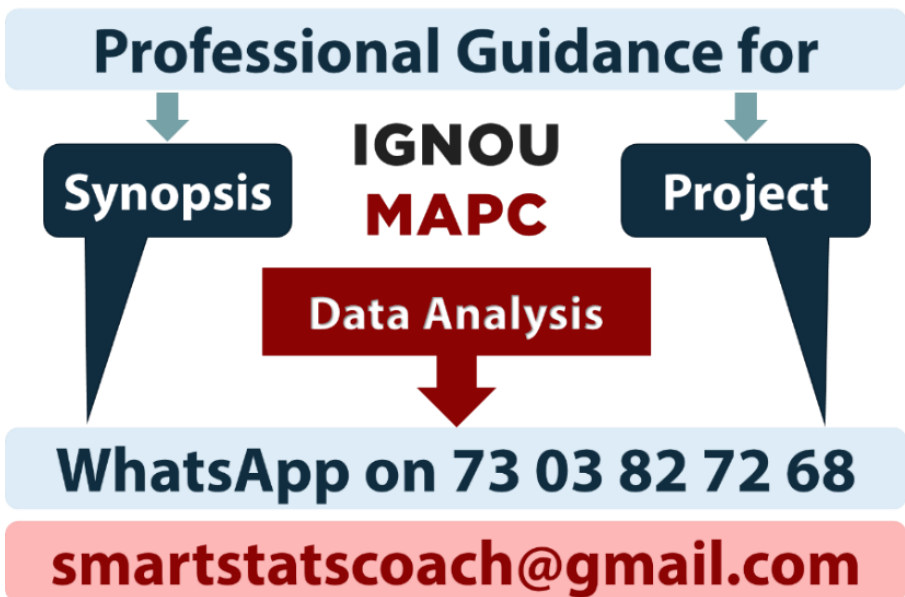 Professional Guidance for
Synopsis
IGNOU
MAPC
Project
Data Analysis
WhatsApp on 73 03 82 72 68
smartstatscoach@gmail.com